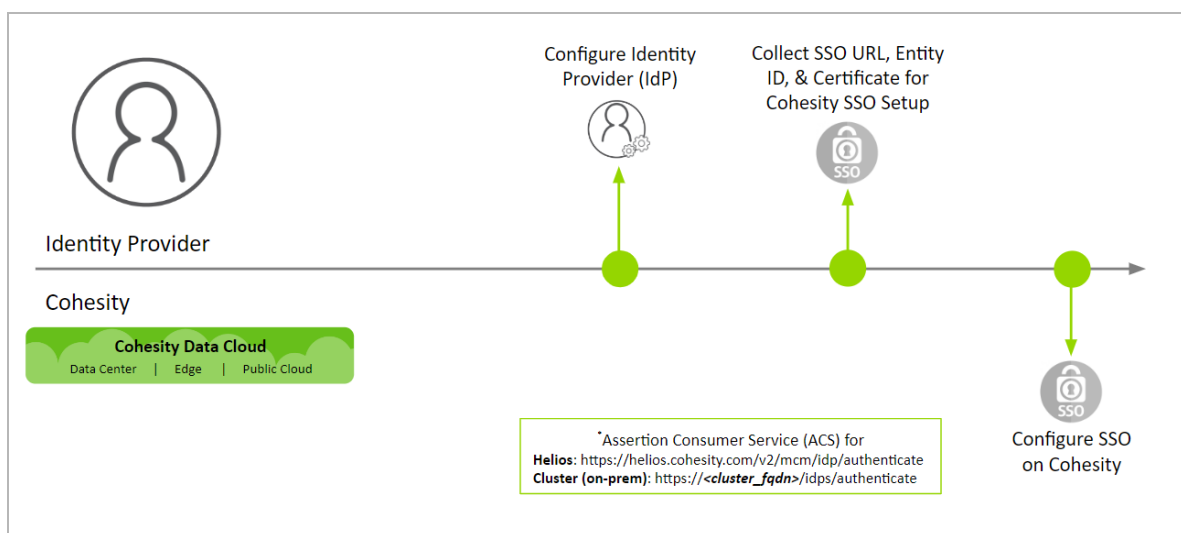 Configure Identity
Provider (IdP)
Collect SSO URL, Entity
ID, & Certificate for
Cohesity SSO Setup
SSO
Identity Provider
Cohesity
Cohesity Data Cloud
Data Center | Edge | Public Cloud
*Assertion Consumer Service (ACS) for
Helios: https://helios.cohesity.com/v2/mcm/idp/authenticate
Cluster (on-prem): https://<cluster_fqdn>/idps/authenticate
SSO
Configure SSO
on Cohesity